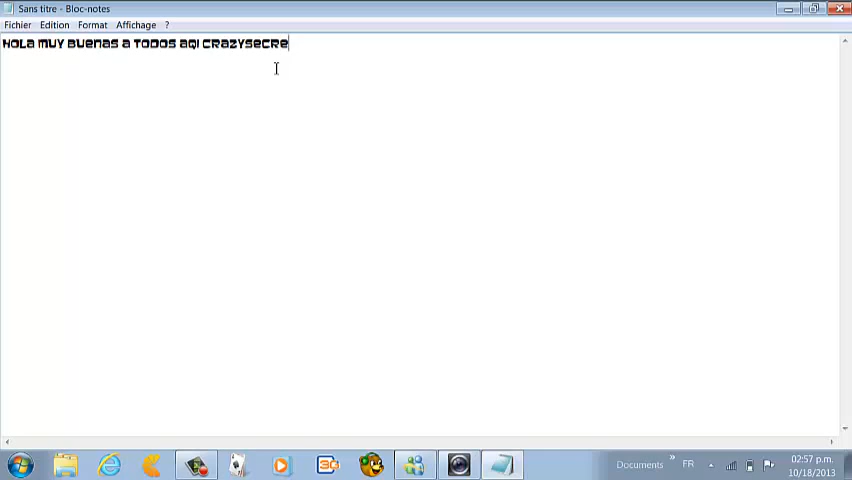 Sans titre - Bloc-notes
Fichier Edition Format Affichage ?
HOLA MUY BUENAS A TODOS AQI CRAZYSECRE
Documents » FR 02:57 p.m.
10/18/2013